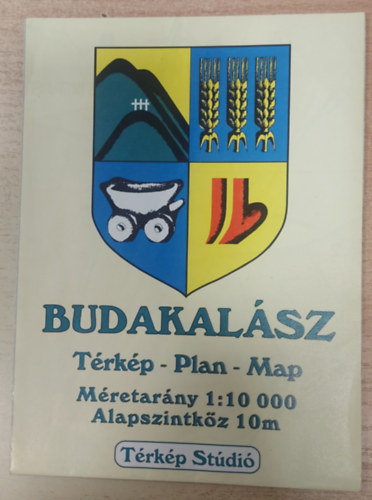 BUDAKALÁSZ
Térkép - Plan - Map
Méretarány 1:10 000
Alapszintköz 10m
Térkép Stúdió